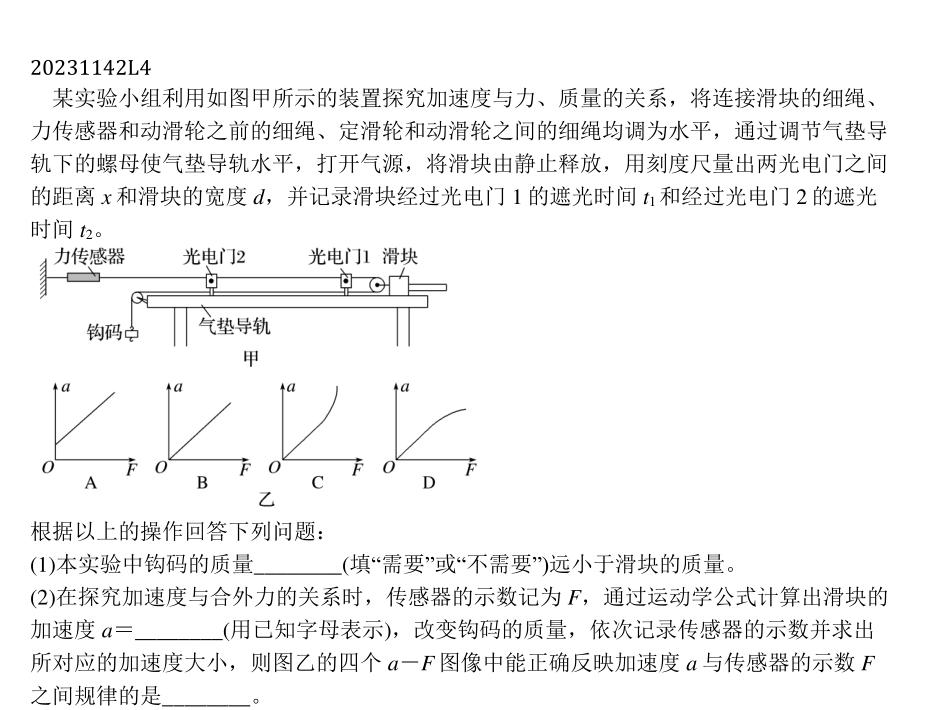 20231142L4
某实验小组利用如图甲所示的装置探究加速度与力、质量的关系，将连接滑块的细绳、
力传感器和动滑轮之前的细绳、定滑轮和动滑轮之间的细绳均调为水平，通过调节气垫导
轨下的螺母使气垫导轨水平，打开气源，将滑块由静止释放，用刻度尺量出两光电门之间
的距离 x 和滑块的宽度 d，并记录滑块经过光电门 1 的遮光时间 t₁和经过光电门 2 的遮光
时间 t₂。
力传感器 光电门2 光电门1 滑块
钩码 气垫导轨
甲
a a a a
O F O F O F O F
A B C D
乙
根据以上的操作回答下列问题：
(1)本实验中钩码的质量________(填“需要”或“不需要”)远小于滑块的质量。
(2)在探究加速度与合外力的关系时，传感器的示数记为 F，通过运动学公式计算出滑块的
加速度 a＝________(用已知字母表示)，改变钩码的质量，依次记录传感器的示数并求出
所对应的加速度大小，则图乙的四个 a－F 图像中能正确反映加速度 a 与传感器的示数 F
之间规律的是________。